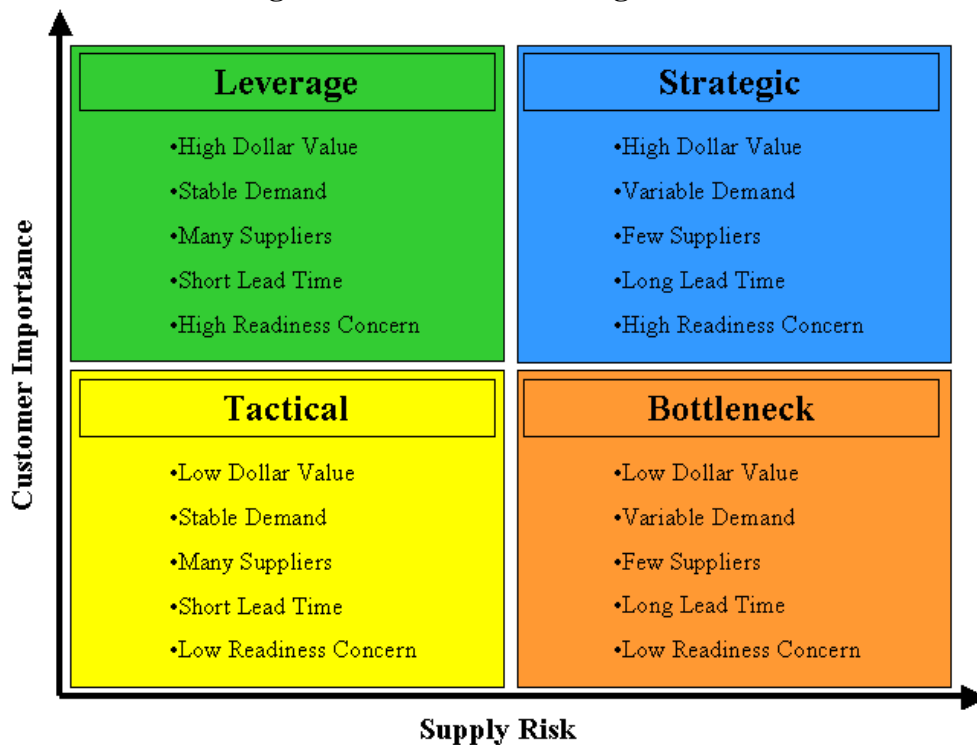 Leverage
•High Dollar Value
•Stable Demand
•Many Suppliers
•Short Lead Time
•High Readiness Concern
Strategic
•High Dollar Value
•Variable Demand
•Few Suppliers
•Long Lead Time
•High Readiness Concern
Tactical
•Low Dollar Value
•Stable Demand
•Many Suppliers
•Short Lead Time
•Low Readiness Concern
Bottleneck
•Low Dollar Value
•Variable Demand
•Few Suppliers
•Long Lead Time
•Low Readiness Concern
Customer Importance
Supply Risk